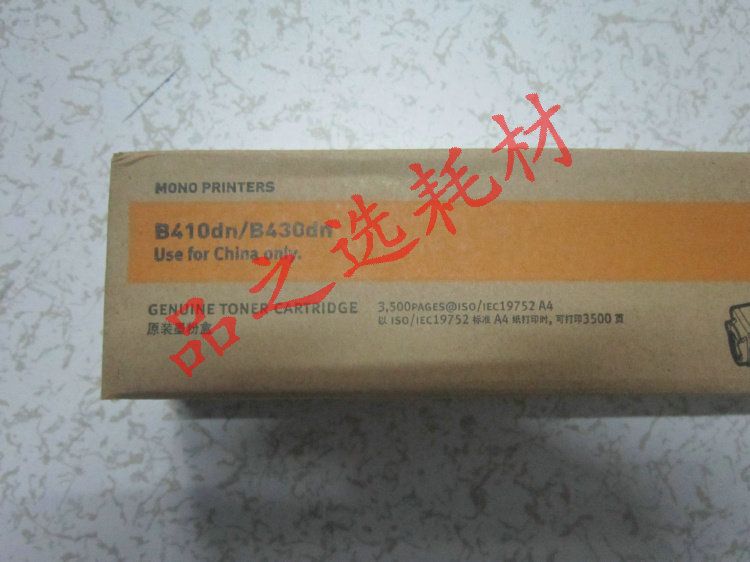 MONO PRINTERS
B410dn/B430dn
Use for China only.
GENUINE TONER CARTRIDGE
原装墨粉盒
3,500PAGES@ISO/IEC19752 A4
以 ISO/IEC19752 标准 A4 纸打印时, 可打印3500 页
品之选耗材